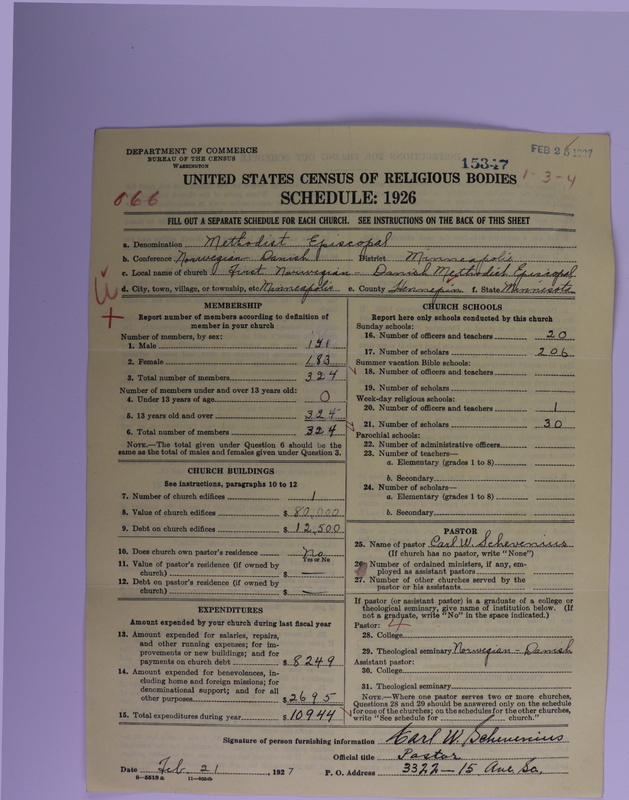 DEPARTMENT OF COMMERCE
BUREAU OF THE CENSUS
WASHINGTON
15347
FEB 25 1927
UNITED STATES CENSUS OF RELIGIOUS BODIES
1-3-4
066
SCHEDULE: 1926
FILL OUT A SEPARATE SCHEDULE FOR EACH CHURCH. SEE INSTRUCTIONS ON THE BACK OF THIS SHEET
a. Denomination Methodist Episcopal
b. Conference Norwegian-Danish District Minneapolis
c. Local name of church First Norwegian-Danish Methodist Episcopal
d. City, town, village, or township, etc. Minneapolis e. County Hennepin f. State Minnesota
MEMBERSHIP
Report number of members according to definition of
member in your church
Number of members, by sex:
1. Male 141
2. Female 183
3. Total number of members 324
Number of members under and over 13 years old:
4. Under 13 years of age 0
5. 13 years old and over 324
6. Total number of members 324
NOTE.—The total given under Question 6 should be the
same as the total of males and females given under Question 3.
CHURCH BUILDINGS
See instructions, paragraphs 10 to 12
7. Number of church edifices 1
8. Value of church edifices $ 80,000
9. Debt on church edifices $ 12,500
10. Does church own pastor's residence No
Yes or No
11. Value of pastor's residence (if owned by
church) $ —
12. Debt on pastor's residence (if owned by
church) $ —
EXPENDITURES
Amount expended by your church during last fiscal year
13. Amount expended for salaries, repairs,
and other running expenses; for im-
provements or new buildings; and for
payments on church debt $ 8249
14. Amount expended for benevolences, in-
cluding home and foreign missions; for
denominational support; and for all
other purposes $ 2695
15. Total expenditures during year $ 10944
CHURCH SCHOOLS
Report here only schools conducted by this church
Sunday schools:
16. Number of officers and teachers 20
17. Number of scholars 206
Summer vacation Bible schools:
18. Number of officers and teachers
19. Number of scholars
Week-day religious schools:
20. Number of officers and teachers 1
21. Number of scholars 30
Parochial schools:
22. Number of administrative officers
23. Number of teachers—
a. Elementary (grades 1 to 8)
b. Secondary
24. Number of scholars—
a. Elementary (grades 1 to 8)
b. Secondary
PASTOR
25. Name of pastor Carl W. Schevenius
(If church has no pastor, write "None")
26. Number of ordained ministers, if any, em-
ployed as assistant pastors
27. Number of other churches served by the
pastor or his assistants
If pastor (or assistant pastor) is a graduate of a college or
theological seminary, give name of institution below. (If
not a graduate, write "No" in the space indicated.)
Pastor:
28. College
29. Theological seminary Norwegian-Danish
Assistant pastor:
30. College
31. Theological seminary
NOTE.—Where one pastor serves two or more churches,
Questions 28 and 29 should be answered only on the schedule
for one of the churches; on the schedules for the other churches,
write "See schedule for church."
Signature of person furnishing information Carl W. Schevenius
Official title Pastor
Date Feb. 21, 1927 P. O. Address 3322-15 Ave. So.